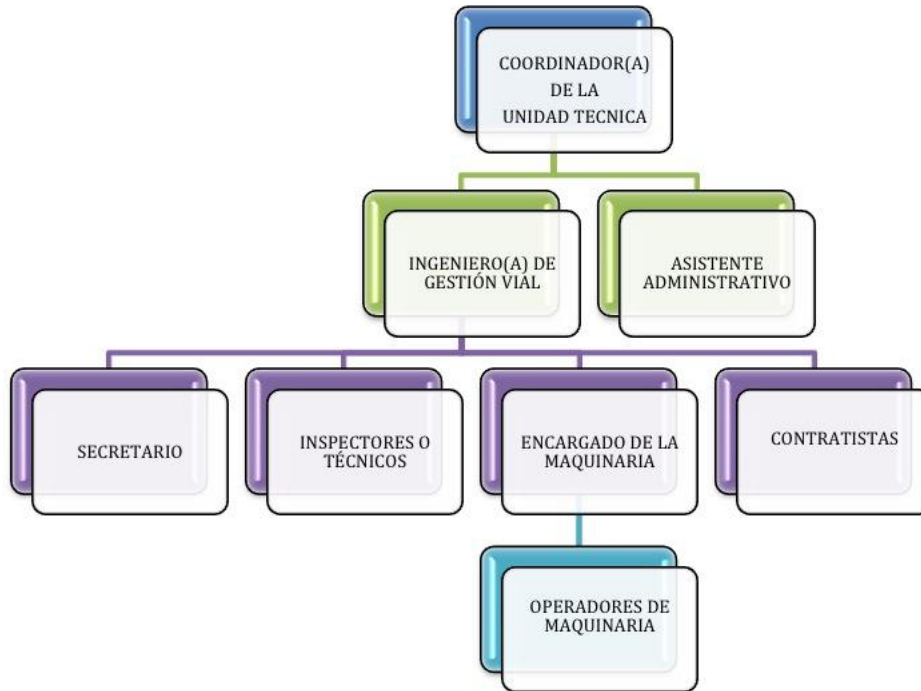 COORDINADOR(A)
DE LA
UNIDAD TECNICA
INGENIERO(A) DE
GESTIÓN VIAL
ASISTENTE
ADMINISTRATIVO
SECRETARIO
INSPECTORES O
TÉCNICOS
ENCARGADO DE LA
MAQUINARIA
CONTRATISTAS
OPERADORES DE
MAQUINARIA